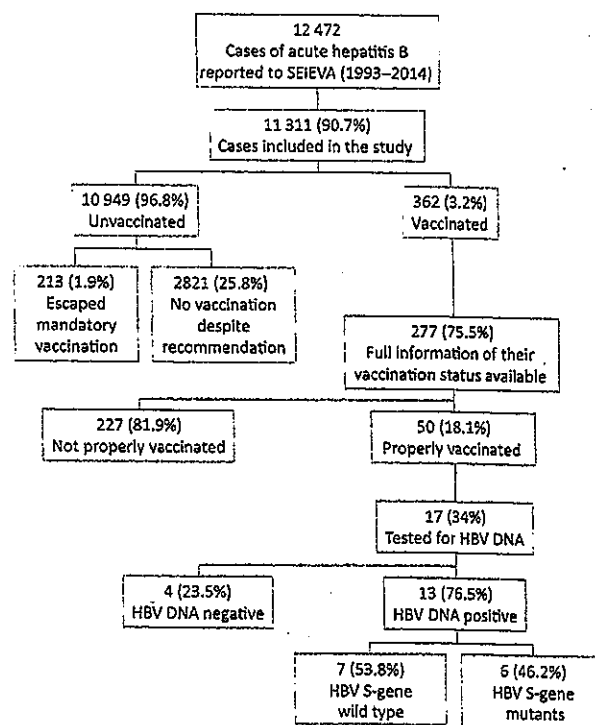 12 472
Cases of acute hepatitis B
reported to SEIEVA (1993–2014)
11 311 (90.7%)
Cases included in the study
10 949 (96.8%)
Unvaccinated
362 (3.2%)
Vaccinated
213 (1.9%)
Escaped
mandatory
vaccination
2821 (25.8%)
No vaccination
despite
recommendation
277 (75.5%)
Full information of their
vaccination status available
227 (81.9%)
Not properly vaccinated
50 (18.1%)
Properly vaccinated
17 (34%)
Tested for HBV DNA
4 (23.5%)
HBV DNA negative
13 (76.5%)
HBV DNA positive
7 (53.8%)
HBV S-gene
wild type
6 (46.2%)
HBV S-gene
mutants